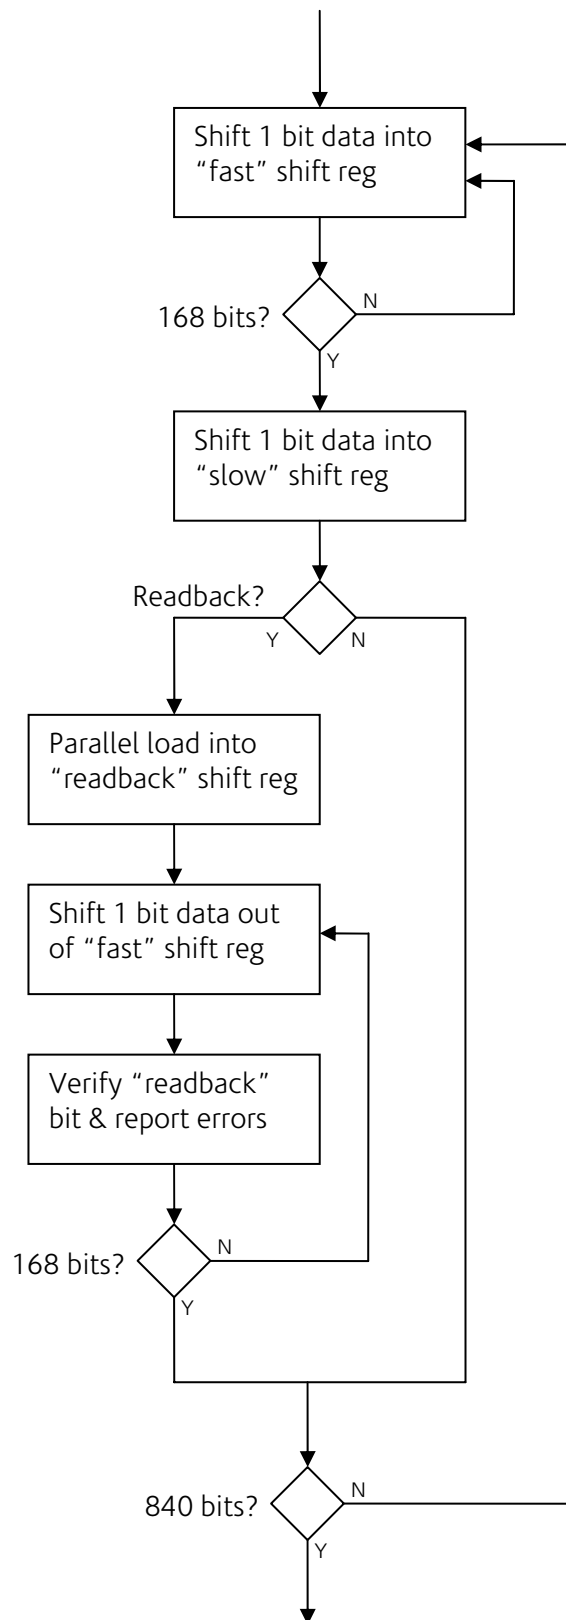 Shift 1 bit data into
“fast” shift reg
168 bits?
N
Y
Shift 1 bit data into
“slow” shift reg
Readback?
Y
N
Parallel load into
“readback” shift reg
Shift 1 bit data out
of “fast” shift reg
Verify “readback”
bit & report errors
168 bits?
N
Y
840 bits?
N
Y